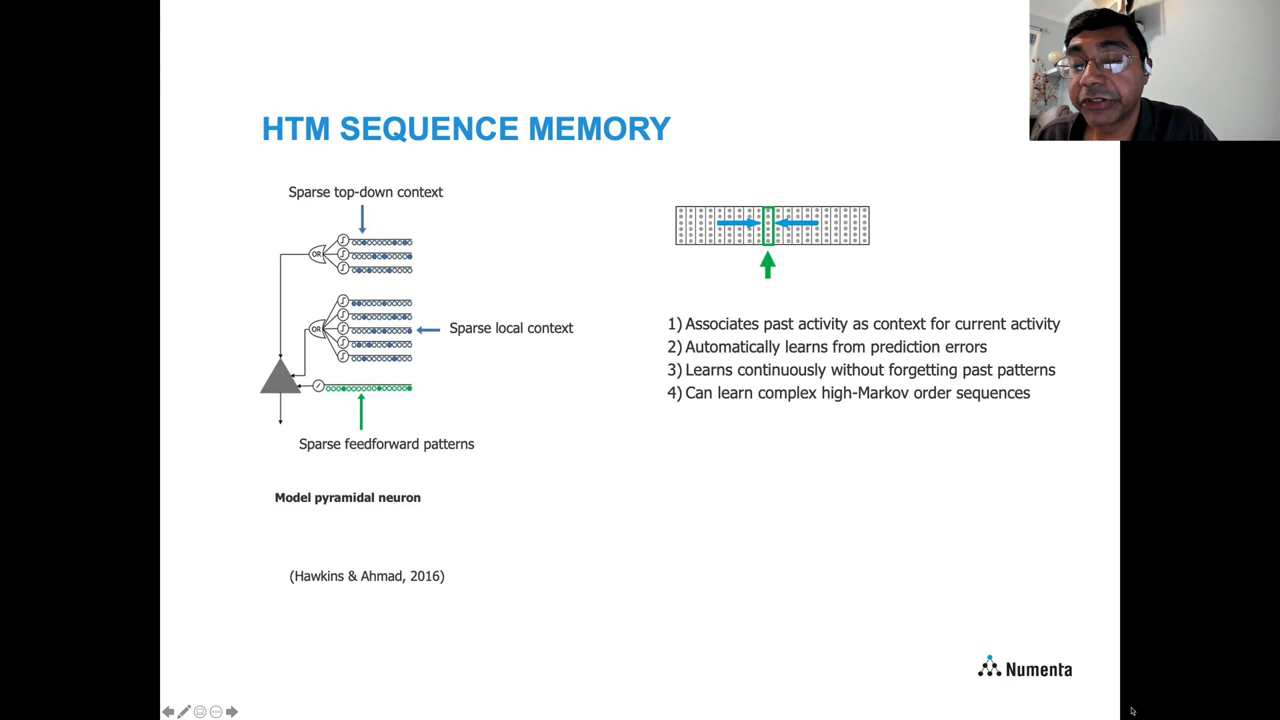 HTM SEQUENCE MEMORY
Sparse top-down context
OR
OR
Sparse local context
Sparse feedforward patterns
Model pyramidal neuron
(Hawkins & Ahmad, 2016)
1) Associates past activity as context for current activity
2) Automatically learns from prediction errors
3) Learns continuously without forgetting past patterns
4) Can learn complex high-Markov order sequences
Numenta